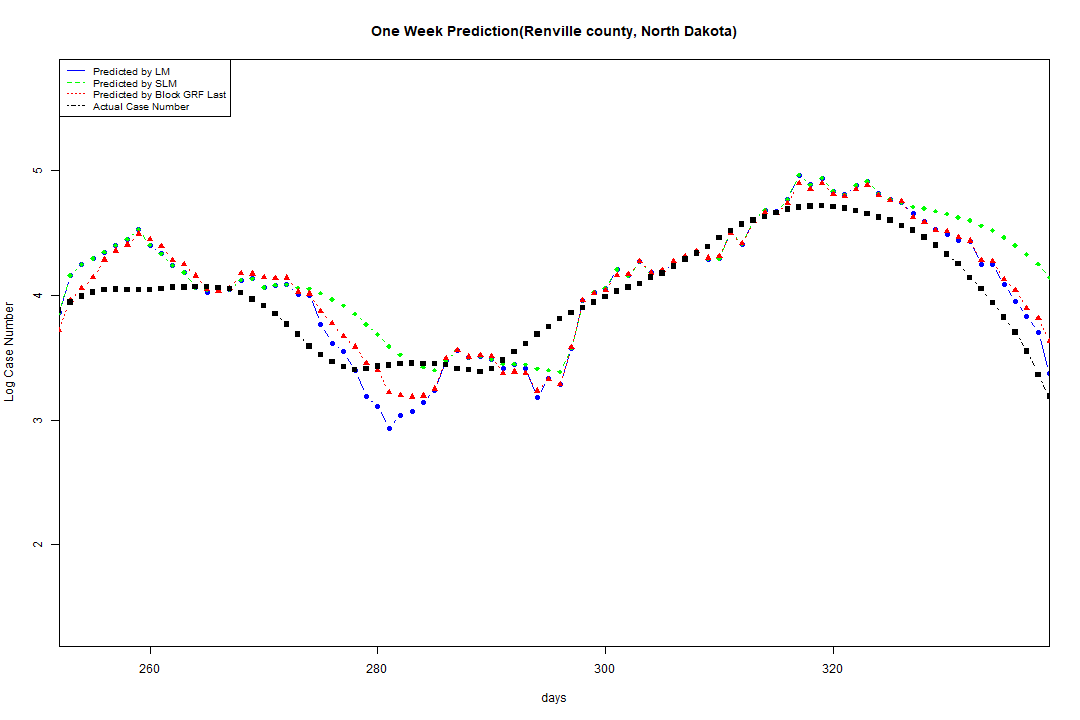 One Week Prediction(Renville county, North Dakota)
Predicted by LM
Predicted by SLM
Predicted by Block GRF Last
Actual Case Number
5
4
3
2
Log Case Number
260 280 300 320
days